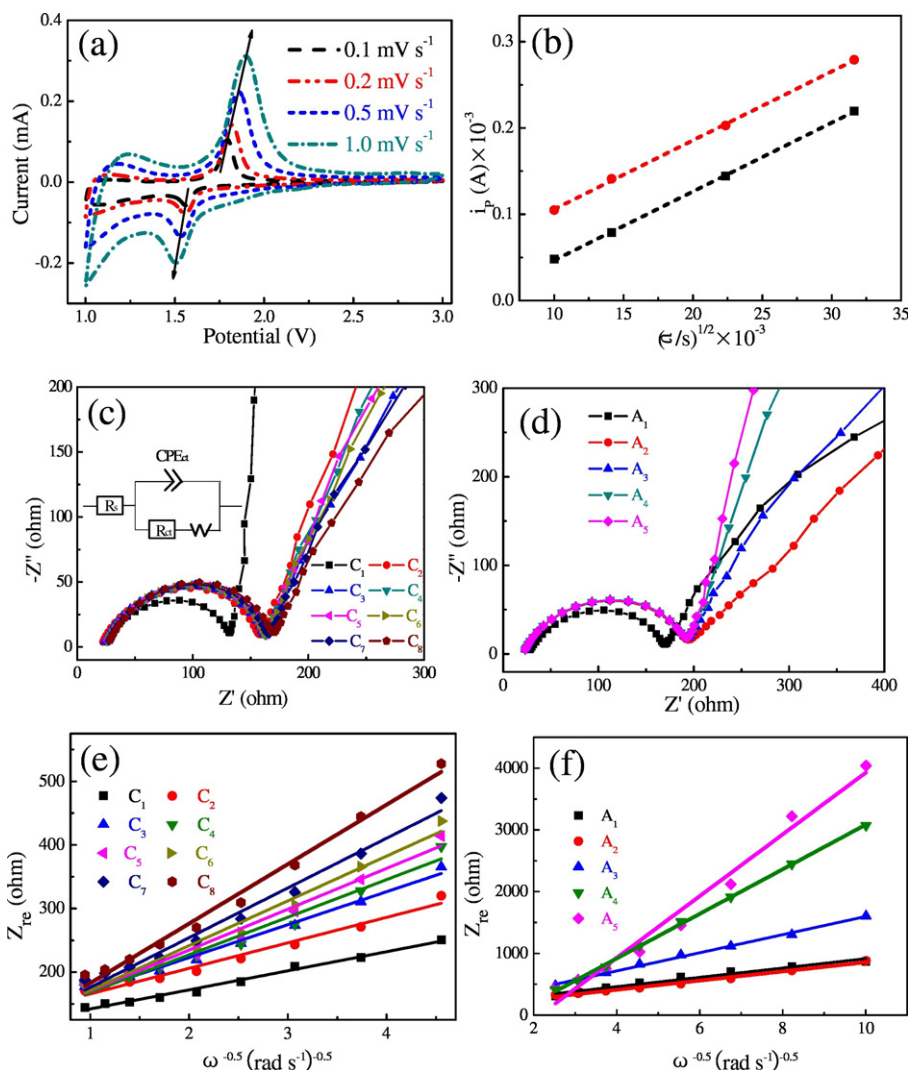 (a)
0.1 mV s⁻¹
0.2 mV s⁻¹
0.5 mV s⁻¹
1.0 mV s⁻¹
0.4
0.2
0.0
-0.2
Current (mA)
1.0 1.5 2.0 2.5 3.0
Potential (V)
(b)
0.3
0.2
0.1
0.0
i_P (A)×10⁻³
10 15 20 25 30 35
/s)^1/2 ×10⁻³
(c)
CPEct
Rs
Rct
W
200
150
100
50
0
-Z'' (ohm)
C₁ C₂
C₃ C₄
C₅ C₆
C₇ C₈
0 100 200 300
Z' (ohm)
(d)
A₁
A₂
A₃
A₄
A₅
300
200
100
0
-Z'' (ohm)
0 100 200 300 400
Z' (ohm)
(e)
C₁ C₂
C₃ C₄
C₅ C₆
C₇ C₈
500
400
300
200
Z_re (ohm)
1 2 3 4
ω^-0.5 (rad s⁻¹)^-0.5
(f)
A₁
A₂
A₃
A₄
A₅
4000
3000
2000
1000
0
Z_re (ohm)
2 4 6 8 10
ω^-0.5 (rad s⁻¹)^-0.5